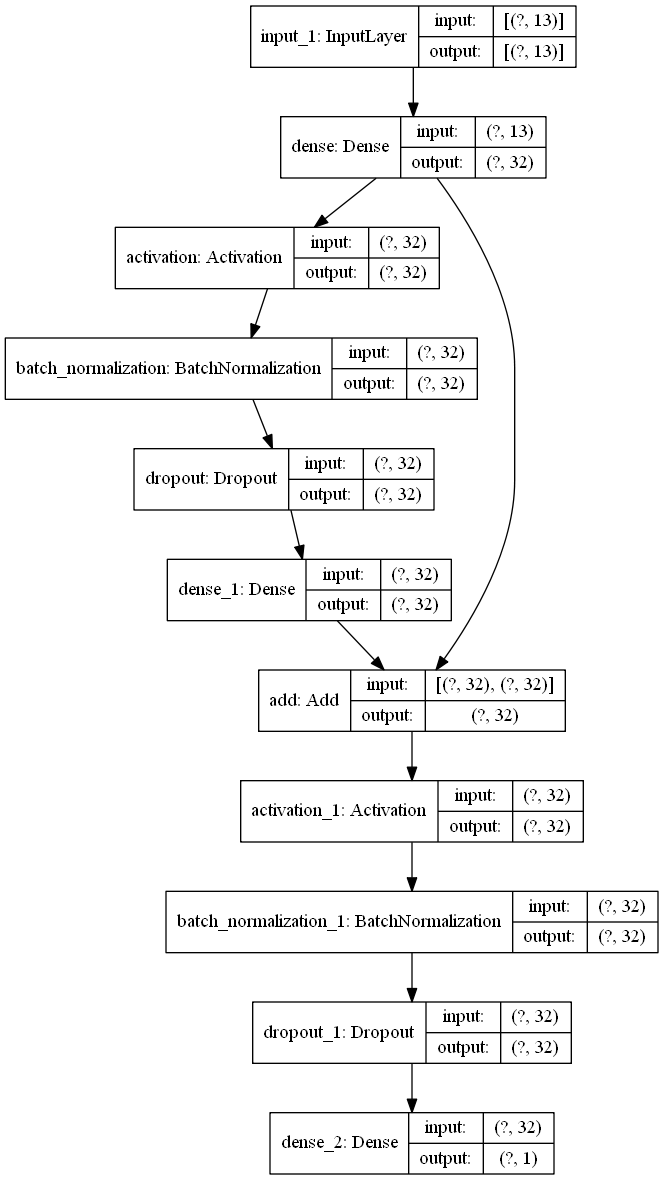 input_1: InputLayer
input: [(?, 13)]
output: [(?, 13)]
dense: Dense
input: (?, 13)
output: (?, 32)
activation: Activation
input: (?, 32)
output: (?, 32)
batch_normalization: BatchNormalization
input: (?, 32)
output: (?, 32)
dropout: Dropout
input: (?, 32)
output: (?, 32)
dense_1: Dense
input: (?, 32)
output: (?, 32)
add: Add
input: [(?, 32), (?, 32)]
output: (?, 32)
activation_1: Activation
input: (?, 32)
output: (?, 32)
batch_normalization_1: BatchNormalization
input: (?, 32)
output: (?, 32)
dropout_1: Dropout
input: (?, 32)
output: (?, 32)
dense_2: Dense
input: (?, 32)
output: (?, 1)